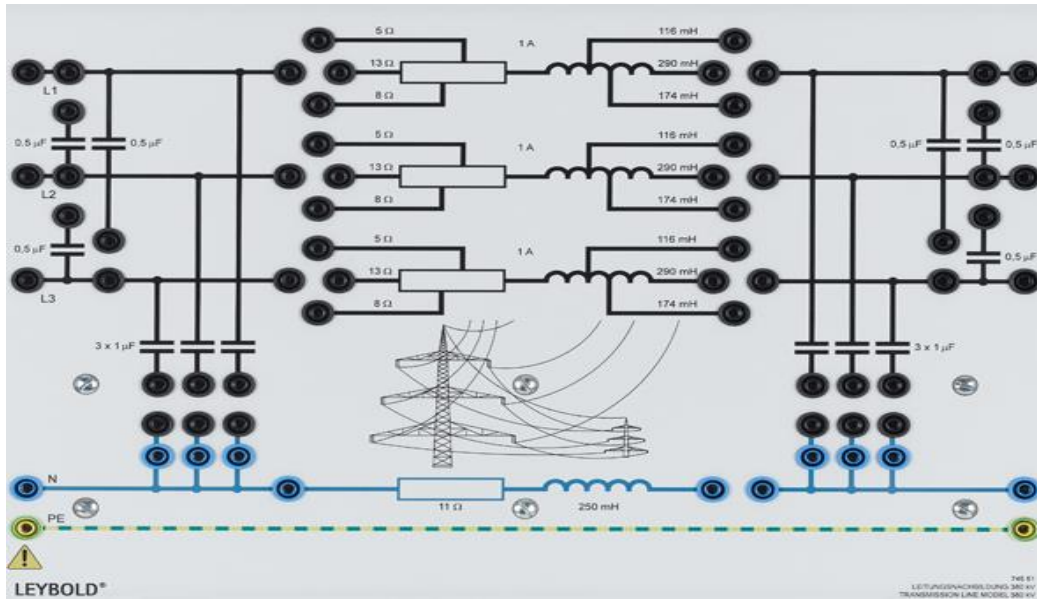 5 Ω 1 A 116 mH
L1 13 Ω 290 mH
8 Ω 174 mH
0,5 µF 0,5 µF 5 Ω 1 A 116 mH 0,5 µF 0,5 µF
L2 13 Ω 290 mH
8 Ω 174 mH
0,5 µF 5 Ω 1 A 116 mH 0,5 µF
L3 13 Ω 290 mH
8 Ω 174 mH
3 x 1 µF 3 x 1 µF
N
11 Ω 250 mH
PE
LEYBOLD®
LEITUNGSNACHBILDUNG 380 kV
TRANSMISSION LINE MODEL 380 kV